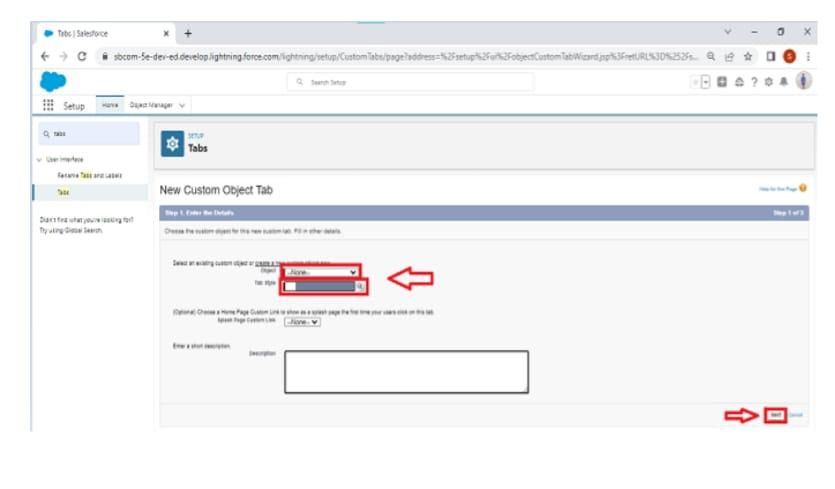 Tabs | Salesforce
sbcom-5e-dev-ed.develop.lightning.force.com/lightning/setup/CustomTabs/page?address=%2Fsetup%2Fui%2FobjectCustomTabWizard.jsp%3FretURL%3D%252Fs...
S
Search Setup
Setup
Home
Object Manager
tabs
SETUP
Tabs
User Interface
Rename Tabs and Labels
Tabs
Didn't find what you're looking for?
Try using Global Search.
New Custom Object Tab
Help for this Page
Step 1. Enter the Details
Step 1 of 3
Choose the custom object for this new custom tab. Fill in other details.
Select an existing custom object or create a new custom object now.
Object
--None--
Tab Style
(Optional) Choose a Home Page Custom Link to show as a splash page the first time your users click on this tab.
Splash Page Custom Link
--None--
Enter a short description.
Description
Next
Cancel